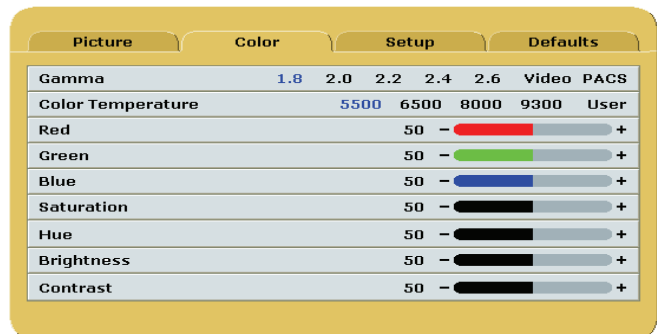 Picture Color Setup Defaults
Gamma 1.8 2.0 2.2 2.4 2.6 Video PACS
Color Temperature 5500 6500 8000 9300 User
Red 50 - +
Green 50 - +
Blue 50 - +
Saturation 50 - +
Hue 50 - +
Brightness 50 - +
Contrast 50 - +